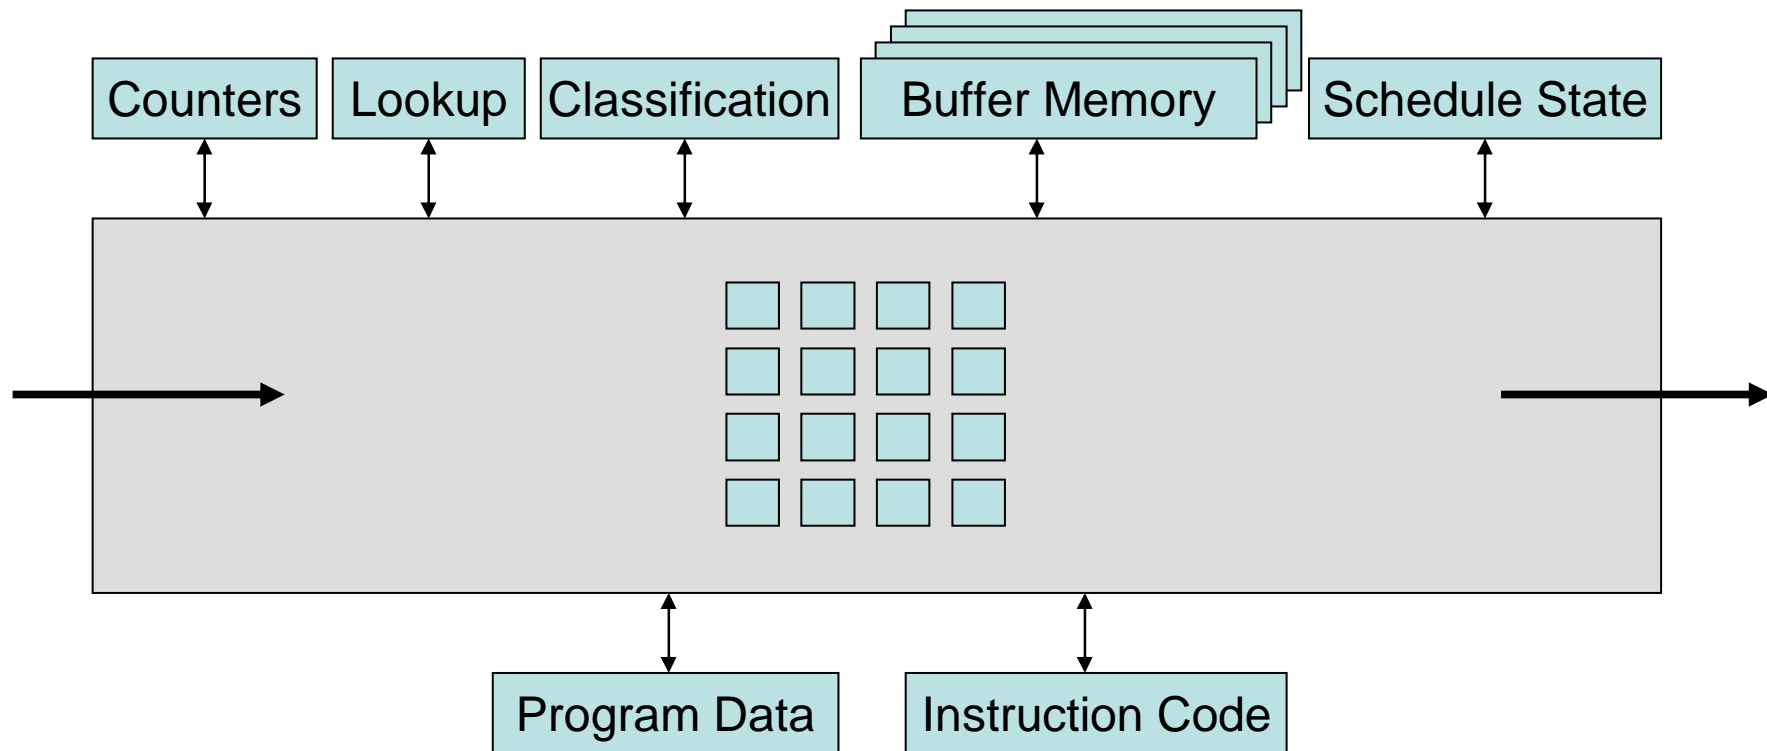 Counters
Lookup
Classification
Buffer Memory
Schedule State
Program Data
Instruction Code